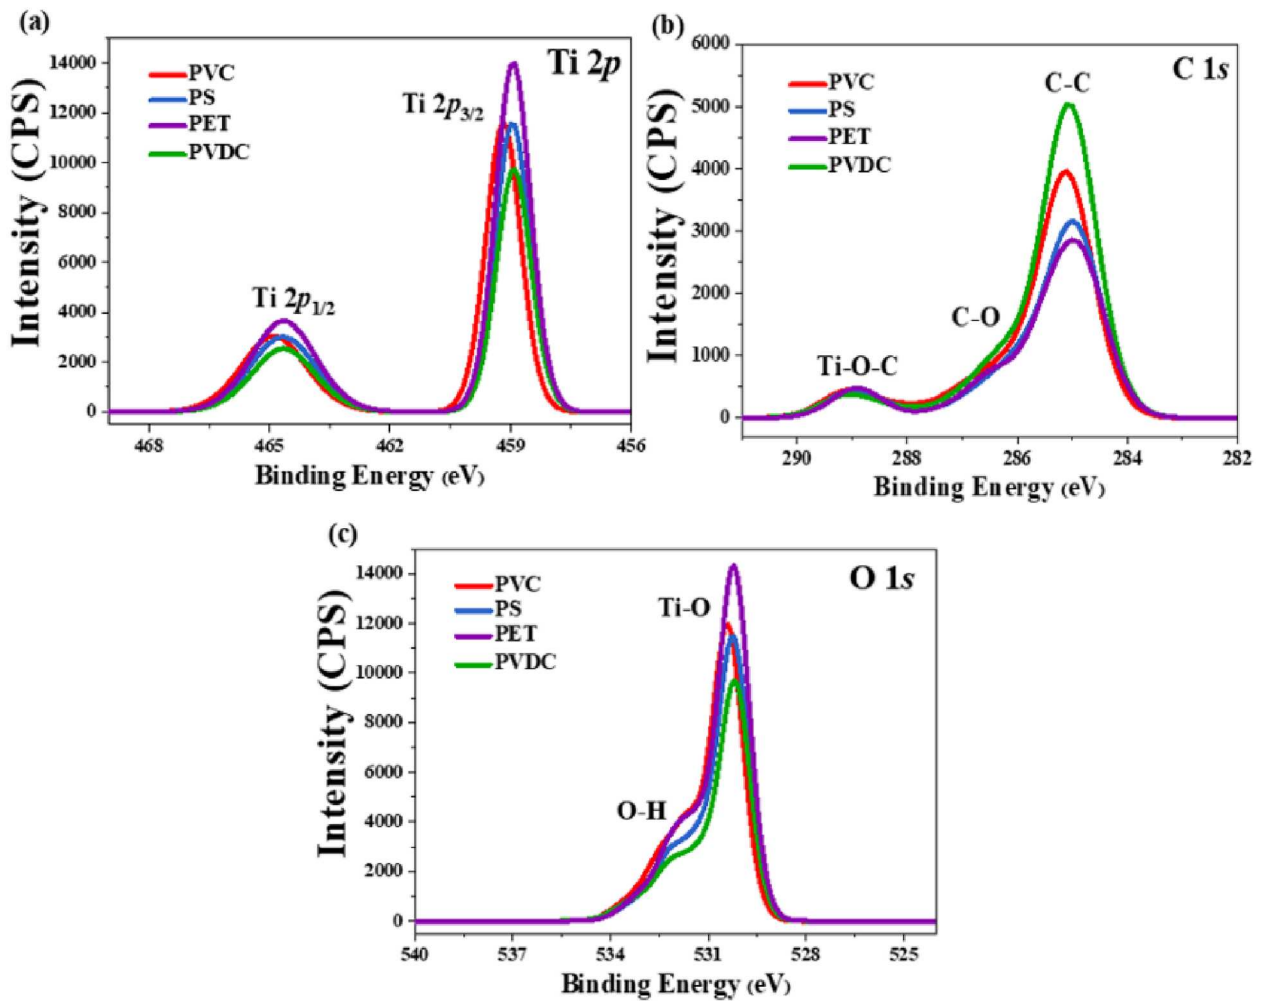 (a)
Ti 2p
PVC
PS
PET
PVDC
Ti 2p3/2
Ti 2p1/2
14000
12000
10000
8000
6000
4000
2000
0
468
465
462
459
456
Intensity (CPS)
Binding Energy (eV)
(b)
C 1s
PVC
PS
PET
PVDC
C-C
C-O
Ti-O-C
6000
5000
4000
3000
2000
1000
0
290
288
286
284
282
Intensity (CPS)
Binding Energy (eV)
(c)
O 1s
PVC
PS
PET
PVDC
Ti-O
O-H
14000
12000
10000
8000
6000
4000
2000
0
540
537
534
531
528
525
Intensity (CPS)
Binding Energy (eV)